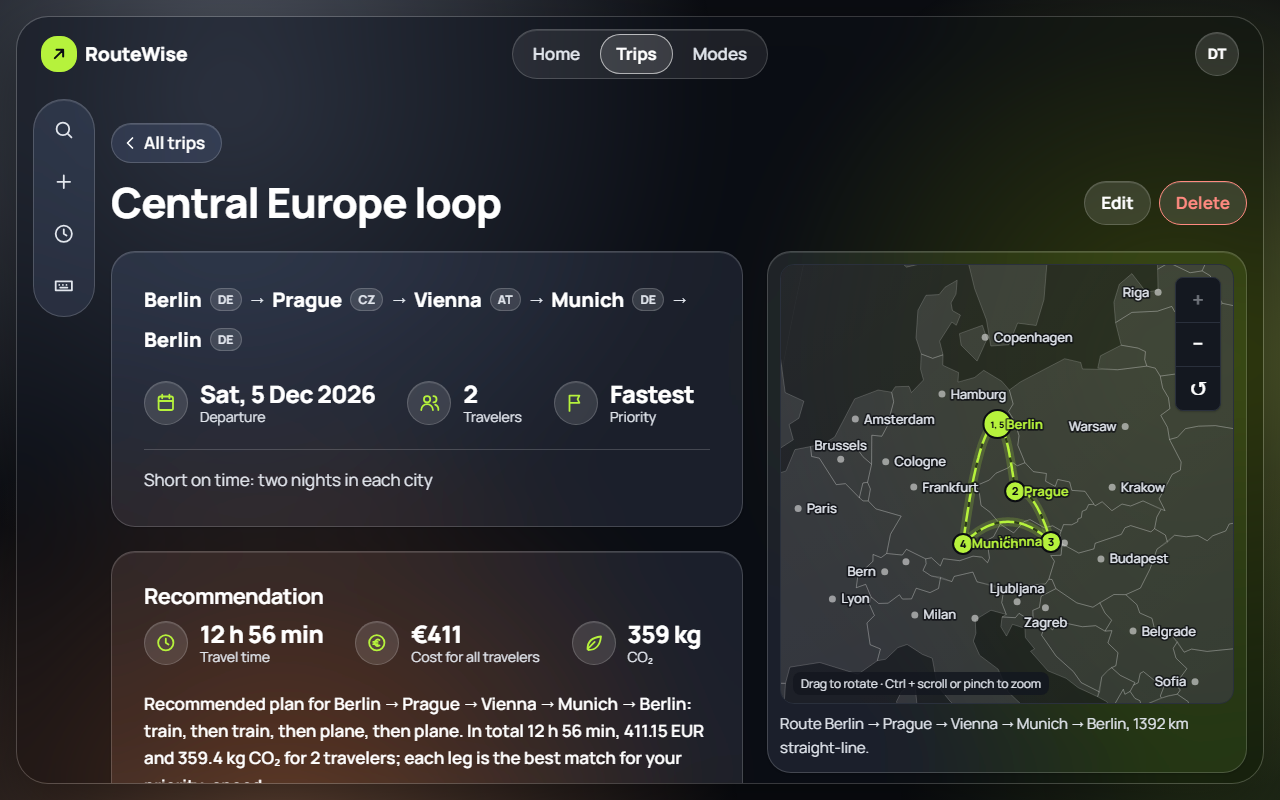 RouteWise
Home
Trips
Modes
DT
All trips
Central Europe loop
Edit
Delete
Berlin DE → Prague CZ → Vienna AT → Munich DE →
Berlin DE
Sat, 5 Dec 2026
Departure
2
Travelers
Fastest
Priority
Short on time: two nights in each city
Recommendation
12 h 56 min
Travel time
€411
Cost for all travelers
359 kg
CO₂
Recommended plan for Berlin → Prague → Vienna → Munich → Berlin:
train, then train, then plane, then plane. In total 12 h 56 min, 411.15 EUR
and 359.4 kg CO₂ for 2 travelers; each leg is the best match for your
Riga
+
−
↺
Copenhagen
Hamburg
Amsterdam
1, 5 Berlin
Warsaw
Brussels
Cologne
Frankfurt
2 Prague
Krakow
Paris
4 Munich
3
Budapest
Bern
Ljubljana
Lyon
Milan
Zagreb
Belgrade
Sofia
Drag to rotate · Ctrl + scroll or pinch to zoom
Route Berlin → Prague → Vienna → Munich → Berlin, 1392 km
straight-line.